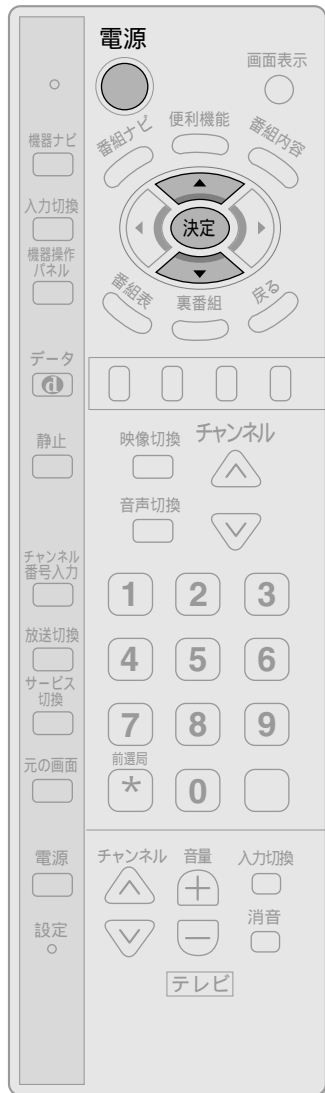 電源
画面表示
機器ナビ
番組ナビ
便利機能
番組内容
入力切換
決定
機器操作
パネル
番組表
裏番組
戻る
データ
d
静止
映像切換
チャンネル
音声切換
チャンネル
番号入力
1 2 3
放送切換
4 5 6
サービス
切換
7 8 9
元の画面
前選局
* 0
電源
チャンネル 音量 入力切換
設定
消音
テレビ